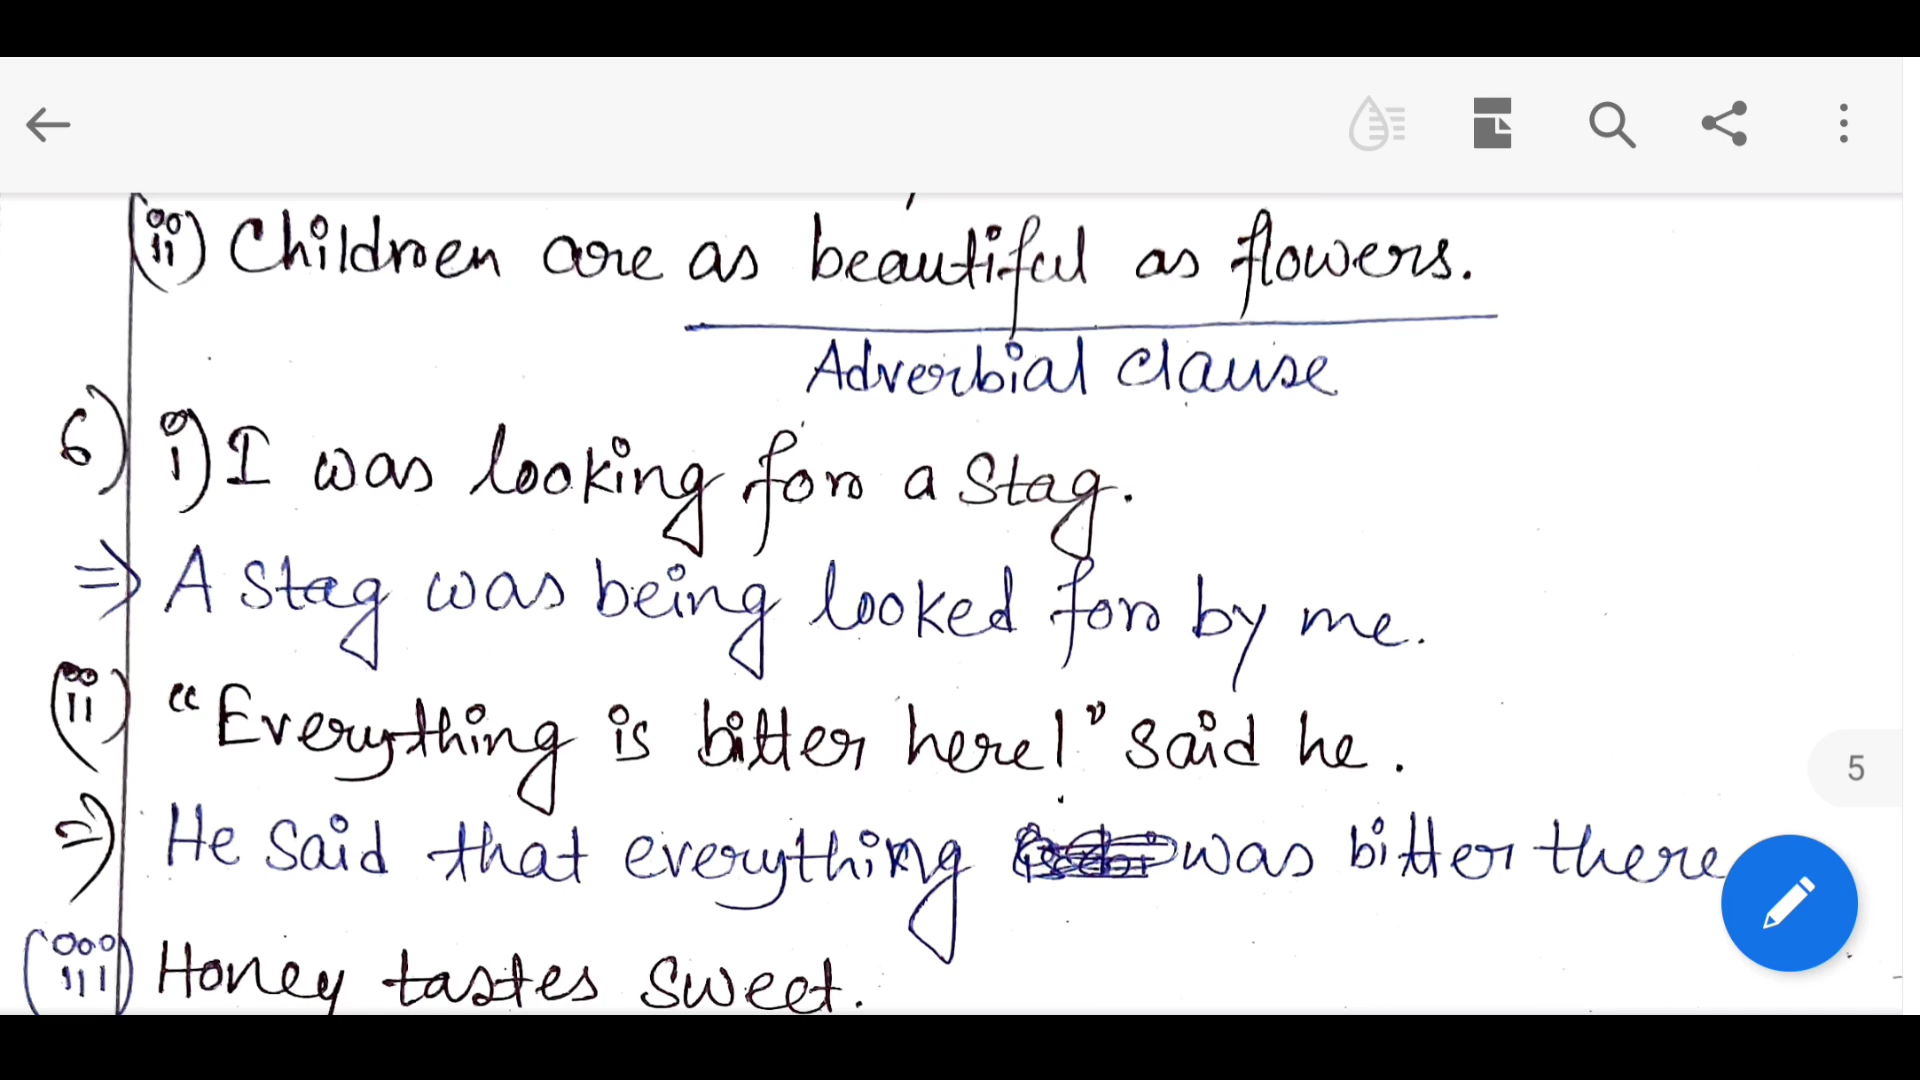 (ii) Children are as beautiful as flowers.
Adverbial clause
6) i) I was looking for a Stag.
⇒ A Stag was being looked for by me.
(ii) “Everything is bitter here!” said he.
⇒ He said that everything was bitter there
5
(iii) Honey tastes sweet.